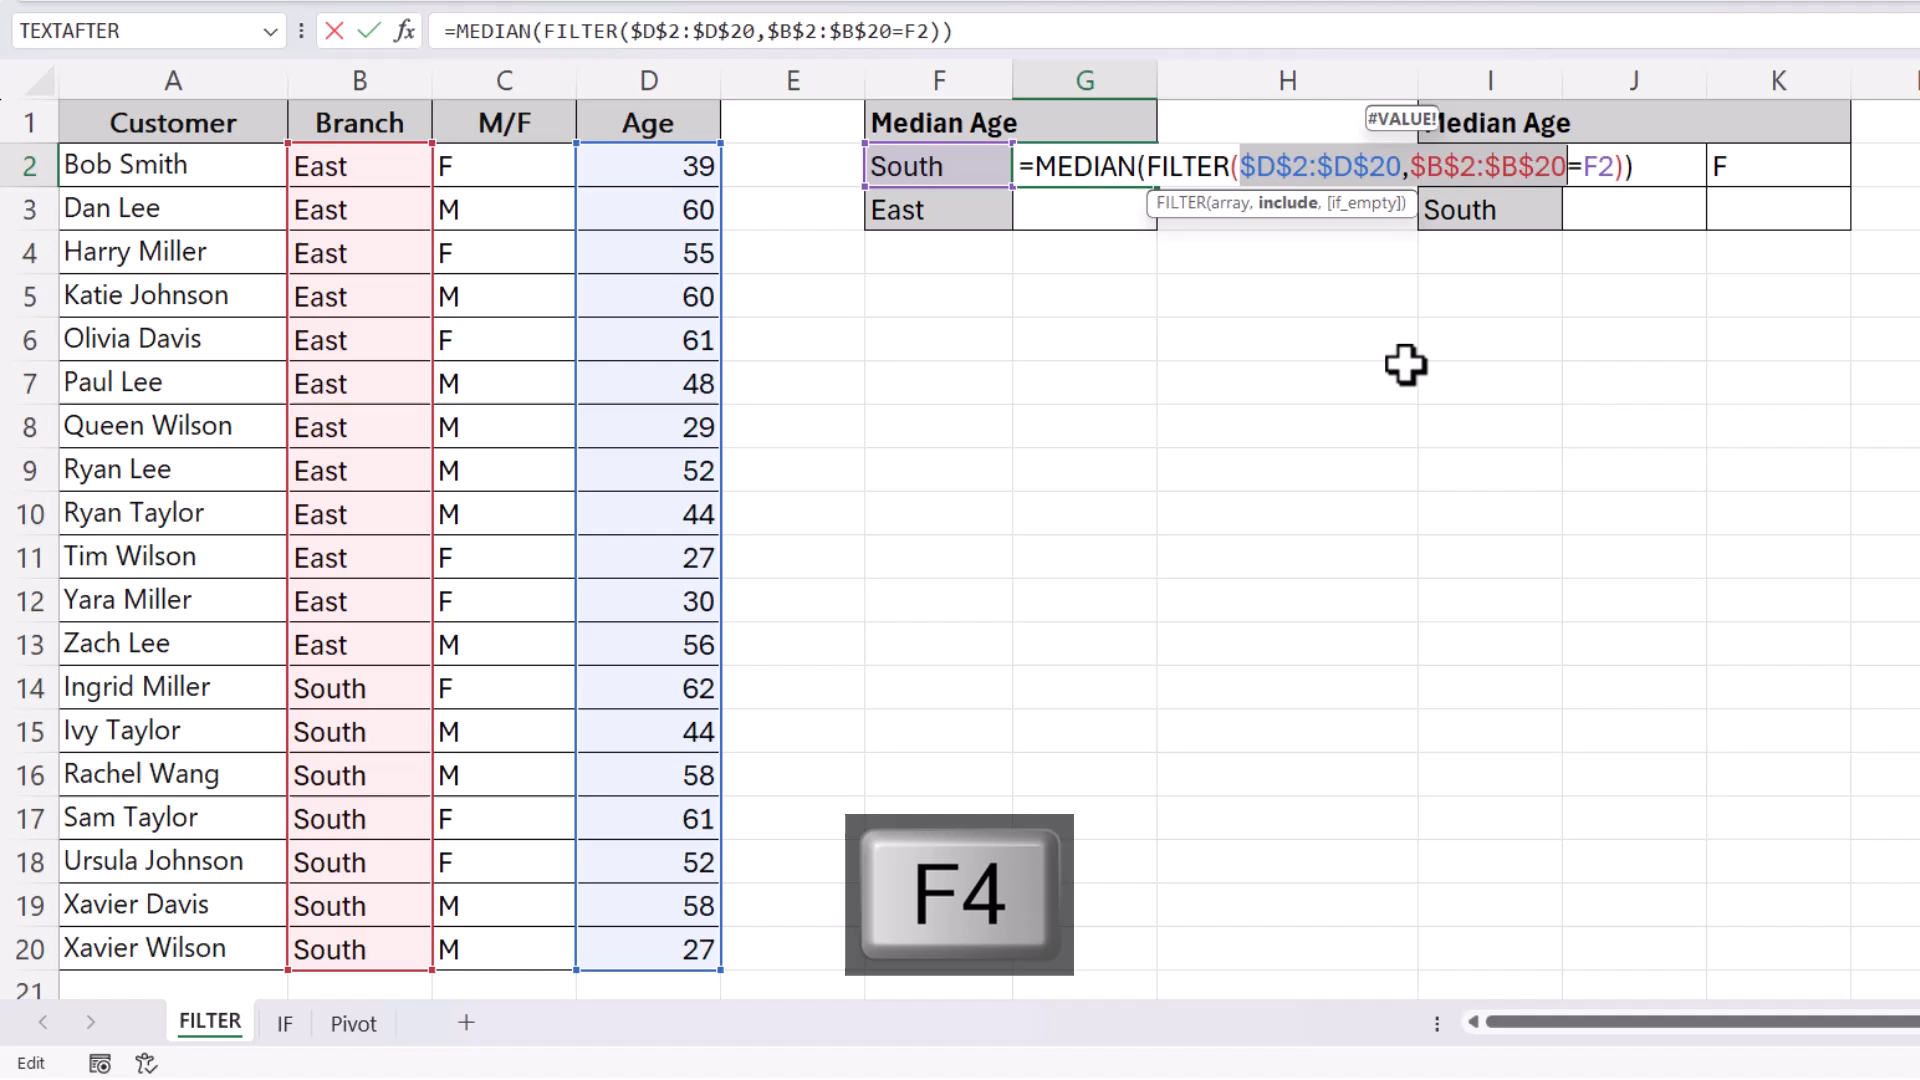 TEXTAFTER
fx
=MEDIAN(FILTER($D$2:$D$20,$B$2:$B$20=F2))
A B C D E F G H I J K
1 Customer Branch M/F Age Median Age #VALUE! Median Age
2 Bob Smith East F 39 South =MEDIAN(FILTER($D$2:$D$20,$B$2:$B$20=F2)) F
3 Dan Lee East M 60 East FILTER(array, include, [if_empty]) South
4 Harry Miller East F 55
5 Katie Johnson East M 60
6 Olivia Davis East F 61
7 Paul Lee East M 48
8 Queen Wilson East M 29
9 Ryan Lee East M 52
10 Ryan Taylor East M 44
11 Tim Wilson East F 27
12 Yara Miller East F 30
13 Zach Lee East M 56
14 Ingrid Miller South F 62
15 Ivy Taylor South M 44
16 Rachel Wang South M 58
17 Sam Taylor South F 61
18 Ursula Johnson South F 52
19 Xavier Davis South M 58
20 Xavier Wilson South M 27
21
F4
FILTER IF Pivot +
Edit